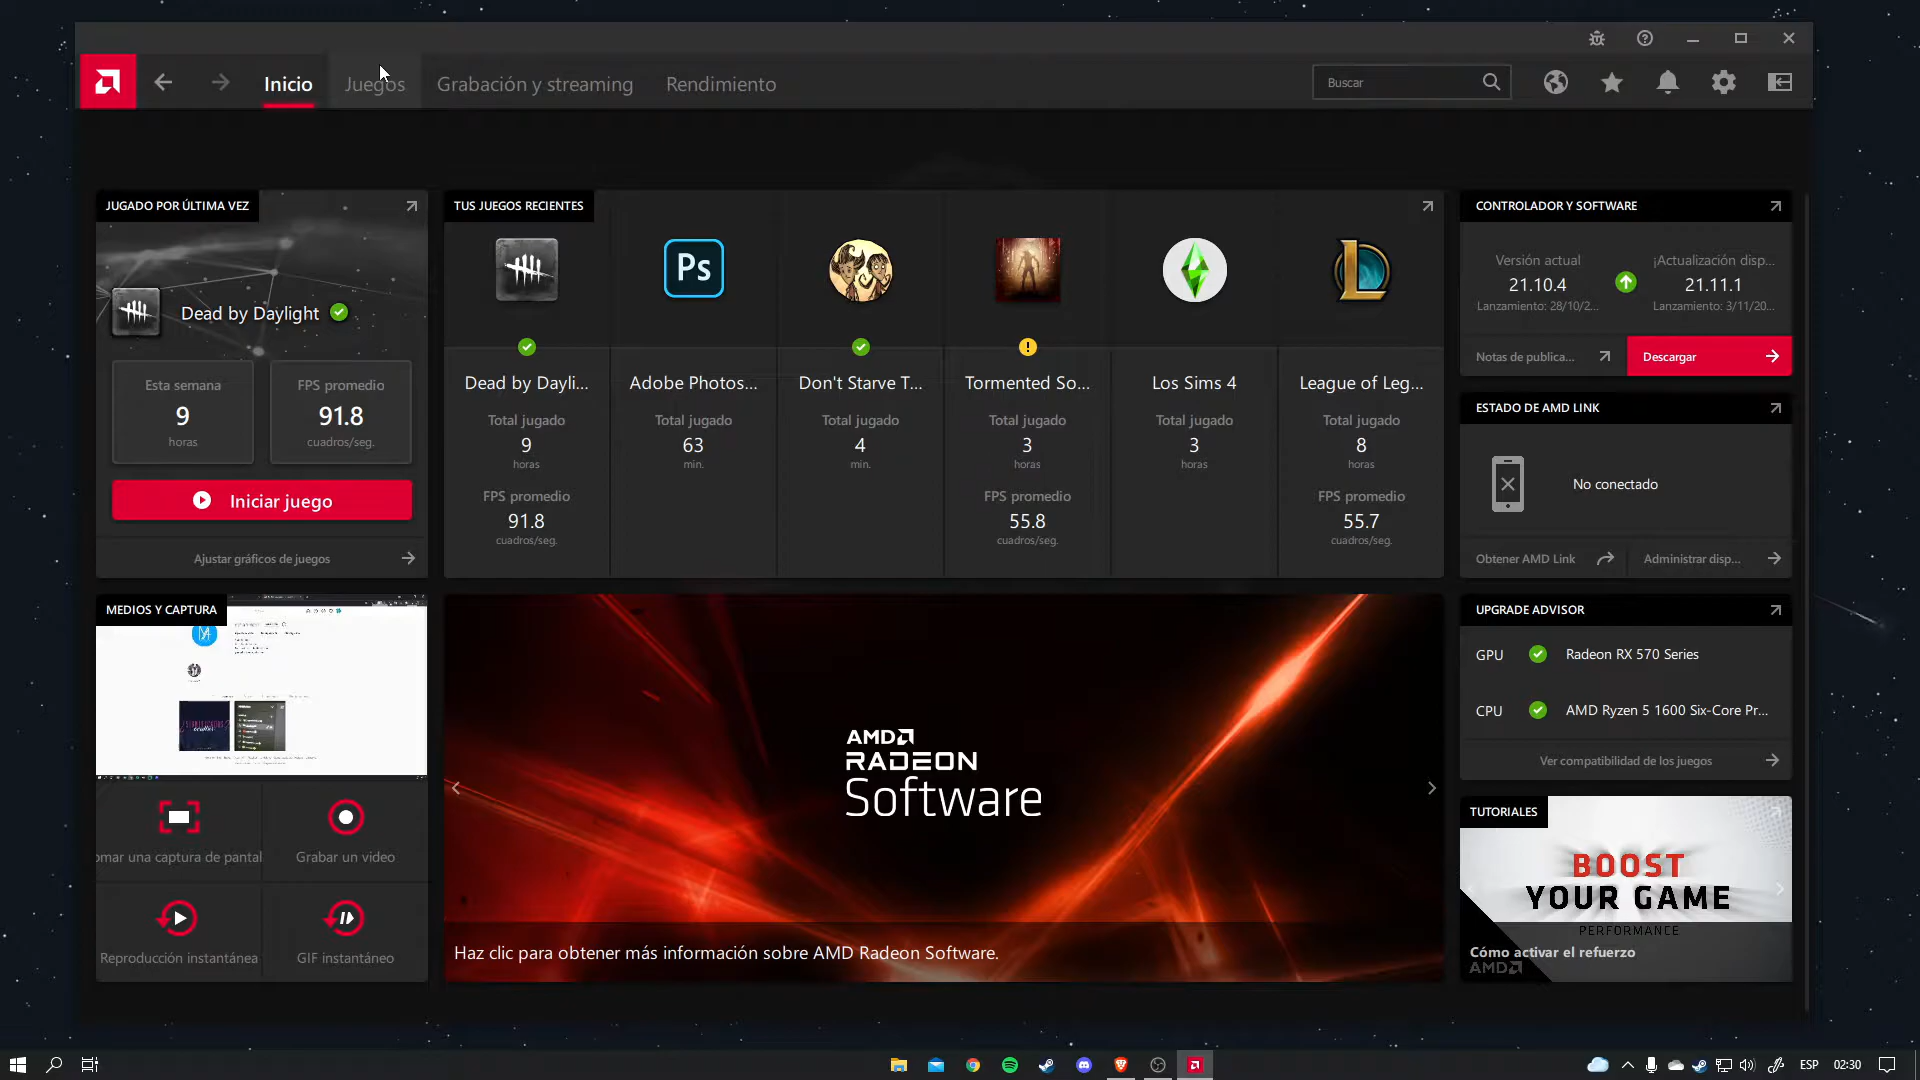 Inicio
Juegos
Grabación y streaming
Rendimiento
Buscar
JUGADO POR ÚLTIMA VEZ
Dead by Daylight
Esta semana
9
horas
FPS promedio
91.8
cuadros/seg.
Iniciar juego
Ajustar gráficos de juegos
TUS JUEGOS RECIENTES
Ps
Dead by Dayli...
Total jugado
9
horas
FPS promedio
91.8
cuadros/seg.
Adobe Photos...
Total jugado
63
min.
Don't Starve T...
Total jugado
4
min.
Tormented So...
Total jugado
3
horas
FPS promedio
55.8
cuadros/seg.
Los Sims 4
Total jugado
3
horas
League of Leg...
Total jugado
8
horas
FPS promedio
55.7
cuadros/seg.
CONTROLADOR Y SOFTWARE
Versión actual
21.10.4
Lanzamiento: 28/10/2...
¡Actualización disp...
21.11.1
Lanzamiento: 3/11/20...
Notas de publica...
Descargar
ESTADO DE AMD LINK
No conectado
Obtener AMD Link
Administrar disp...
MEDIOS Y CAPTURA
omar una captura de pantal
Grabar un video
Reproducción instantánea
GIF instantáneo
AMD
RADEON
Software
Haz clic para obtener más información sobre AMD Radeon Software.
UPGRADE ADVISOR
GPU
Radeon RX 570 Series
CPU
AMD Ryzen 5 1600 Six-Core Pr...
Ver compatibilidad de los juegos
TUTORIALES
BOOST
YOUR GAME
PERFORMANCE
Cómo activar el refuerzo
AMD
ESP
02:30